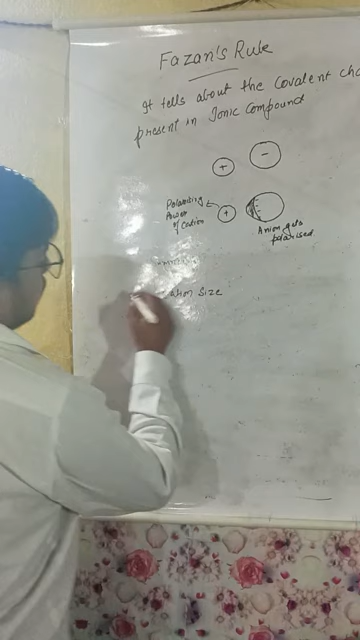 Fazan's Rule
It tells about the Covalent cha
present in Ionic Compound
+
−
Polarising
Power
of Cation
+
Anion gets
polarised
ation Size